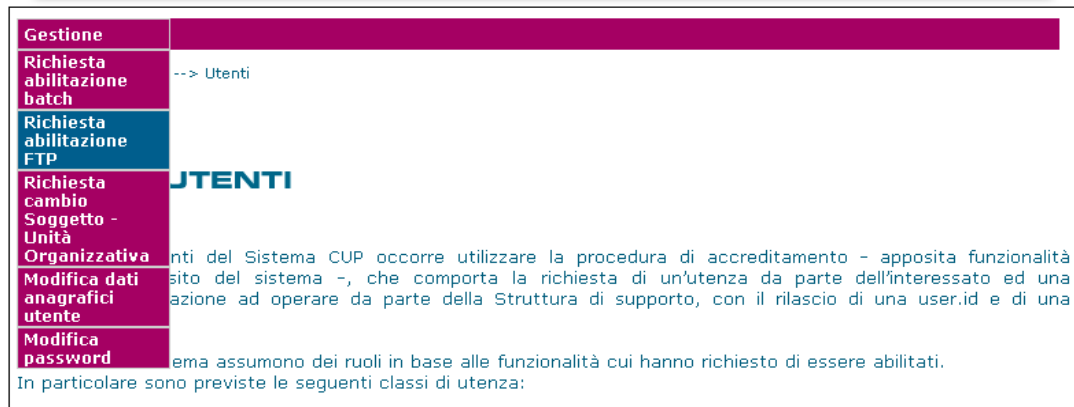 Gestione
Richiesta
abilitazione
batch
--> Utenti
Richiesta
abilitazione
FTP
Richiesta
cambio
Soggetto -
Unità
Organizzativa
UTENTI
nti del Sistema CUP occorre utilizzare la procedura di accreditamento – apposita funzionalità
Modifica dati
anagrafici
utente
sito del sistema –, che comporta la richiesta di un'utenza da parte dell'interessato ed una
azione ad operare da parte della Struttura di supporto, con il rilascio di una user.id e di una
Modifica
password
ema assumono dei ruoli in base alle funzionalità cui hanno richiesto di essere abilitati.
In particolare sono previste le seguenti classi di utenza: